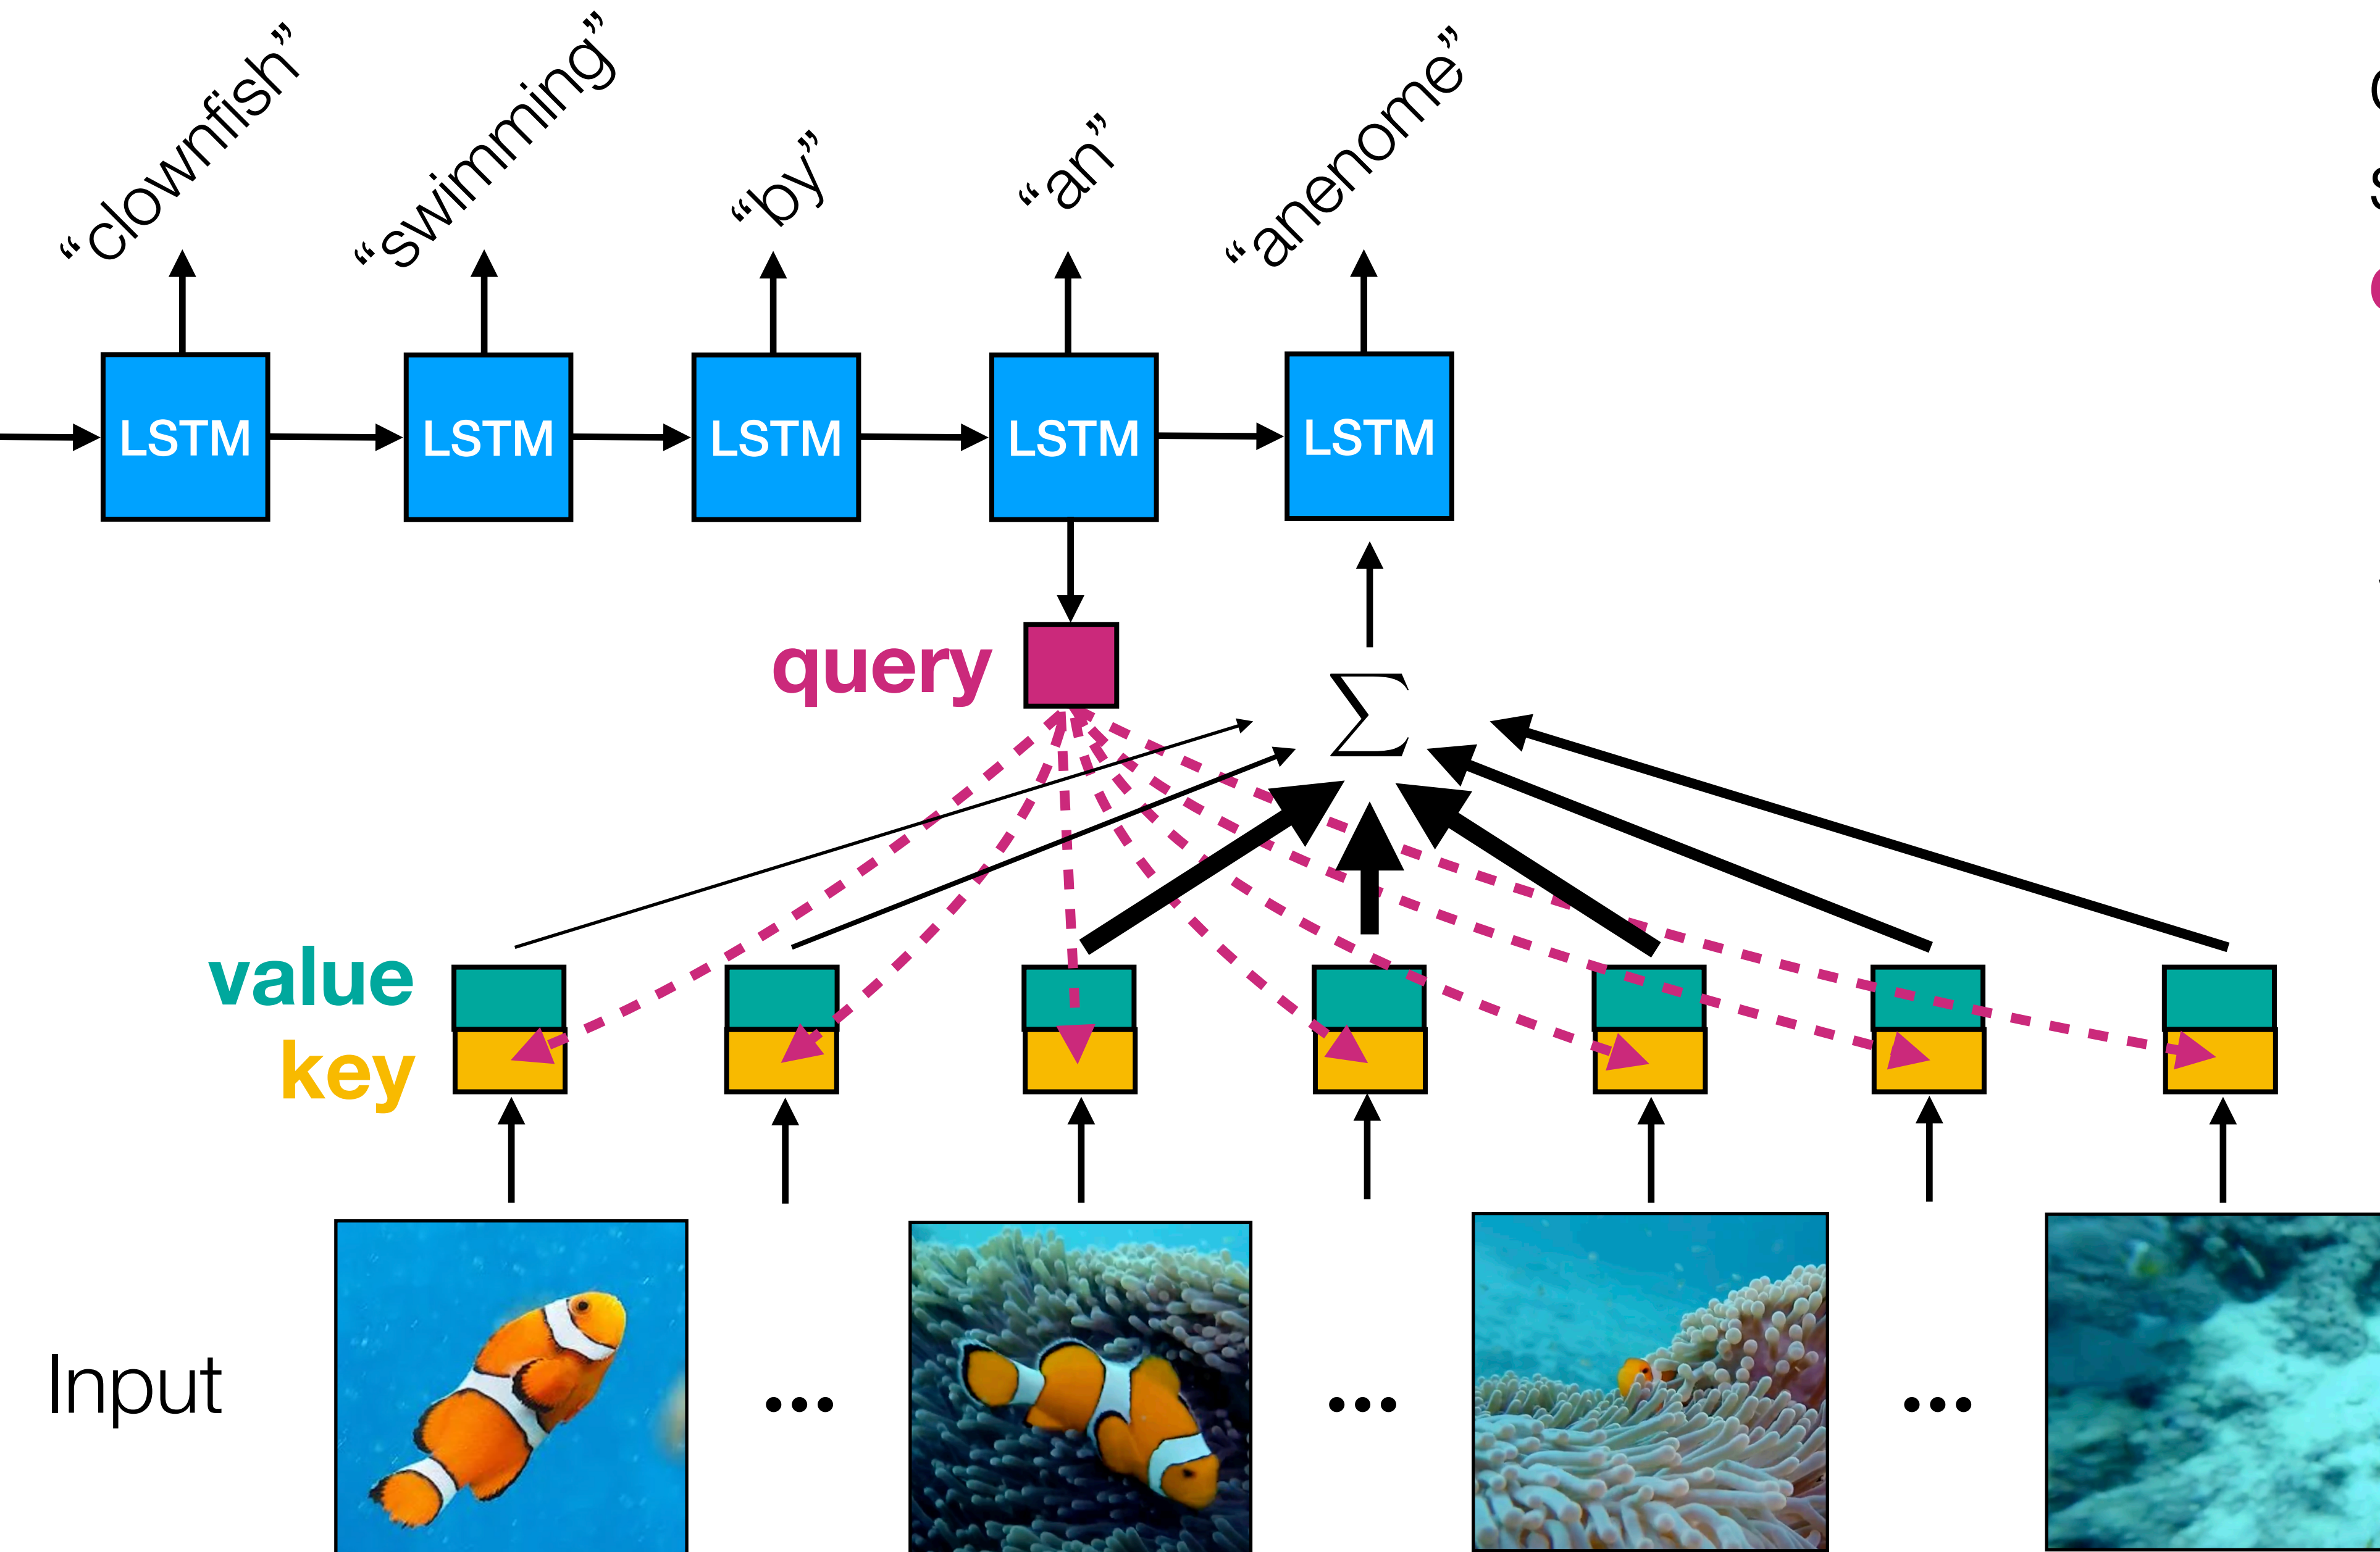 “clownfish”
“swimming”
“by”
“an”
“anenome”
LSTM
LSTM
LSTM
LSTM
LSTM
query
Σ
value
key
Input
...
...
...